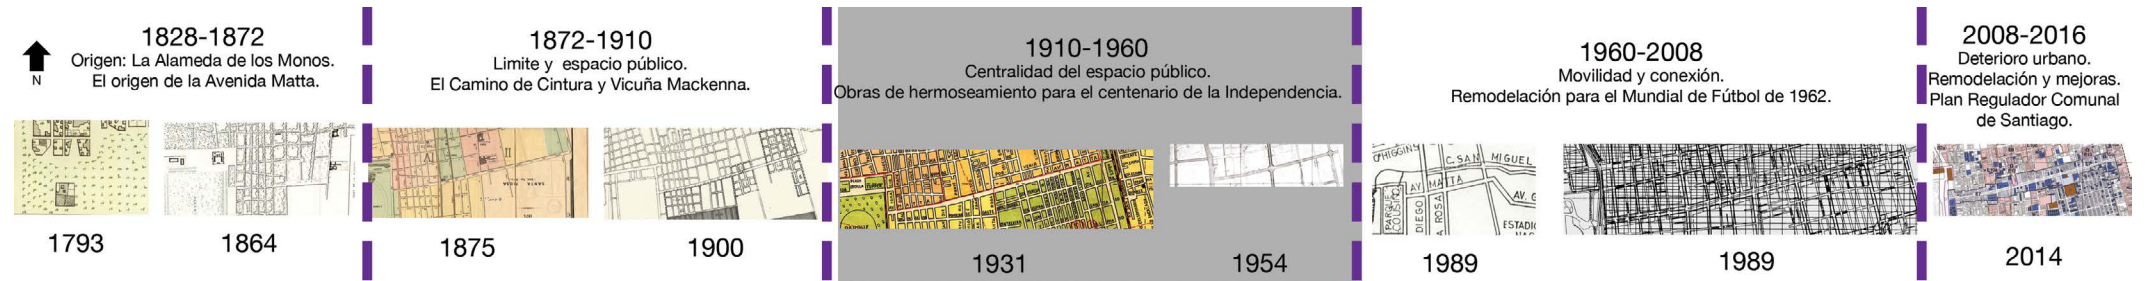 N
1828-1872
Origen: La Alameda de los Monos.
El origen de la Avenida Matta.
1793
1864
1872-1910
Limite y espacio público.
El Camino de Cintura y Vicuña Mackenna.
1875
1900
1910-1960
Centralidad del espacio público.
Obras de hermoseamiento para el centenario de la Independencia.
1931
1954
1960-2008
Movilidad y conexión.
Remodelación para el Mundial de Fútbol de 1962.
O'HIGGINS
C. SAN MIGUEL
AV. MATTA
PARQUE
COUSIÑO
DIEGO
ROSA
AV. G
ESTADIO
1989
1989
2008-2016
Deterioro urbano.
Remodelación y mejoras.
Plan Regulador Comunal
de Santiago.
2014